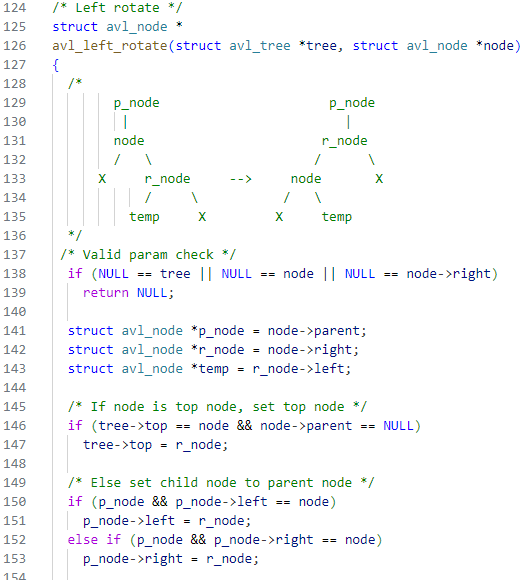 124 /* Left rotate */
125 struct avl_node *
126 avl_left_rotate(struct avl_tree *tree, struct avl_node *node)
127 {
128   /*
129         p_node                      p_node
130          |                            |
131         node                       r_node
132         /   \                     /      \
133       X     r_node     -->     node       X
134             /     \           /   \
135           temp     X         X    temp
136   */
137  /* Valid param check */
138   if (NULL == tree || NULL == node || NULL == node->right)
139     return NULL;
140
141   struct avl_node *p_node = node->parent;
142   struct avl_node *r_node = node->right;
143   struct avl_node *temp = r_node->left;
144
145   /* If node is top node, set top node */
146   if (tree->top == node && node->parent == NULL)
147     tree->top = r_node;
148
149   /* Else set child node to parent node */
150   if (p_node && p_node->left == node)
151     p_node->left = r_node;
152   else if (p_node && p_node->right == node)
153     p_node->right = r_node;
154